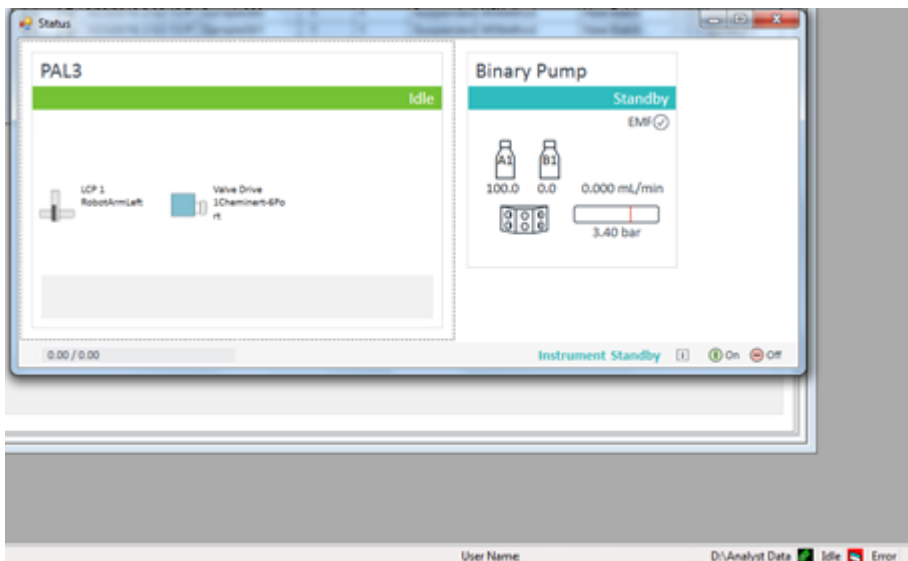 Status
PAL3
Idle
LCP 1
RobotArmLeft
Valve Drive
1Cheminert-6Po
rt
Binary Pump
Standby
EMF
A1
B1
100.0
0.0
0.000 mL/min
3.40 bar
0.00 / 0.00
Instrument Standby
i
On
Off
User Name:
D:\Analyst Data
Idle
Error